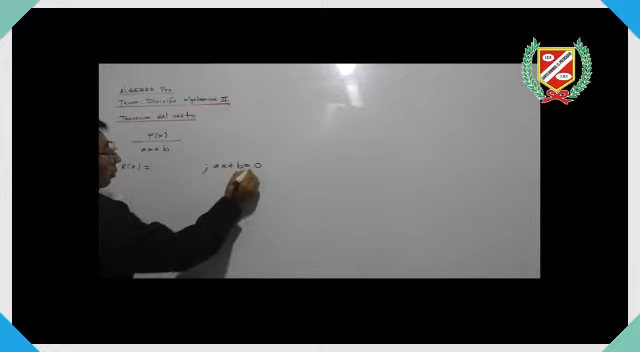 ALGEBRA Pre
Tema: División algebraica II
Teorema del resto
P(x)
ax + b
R(x) = ; ax + b = 0